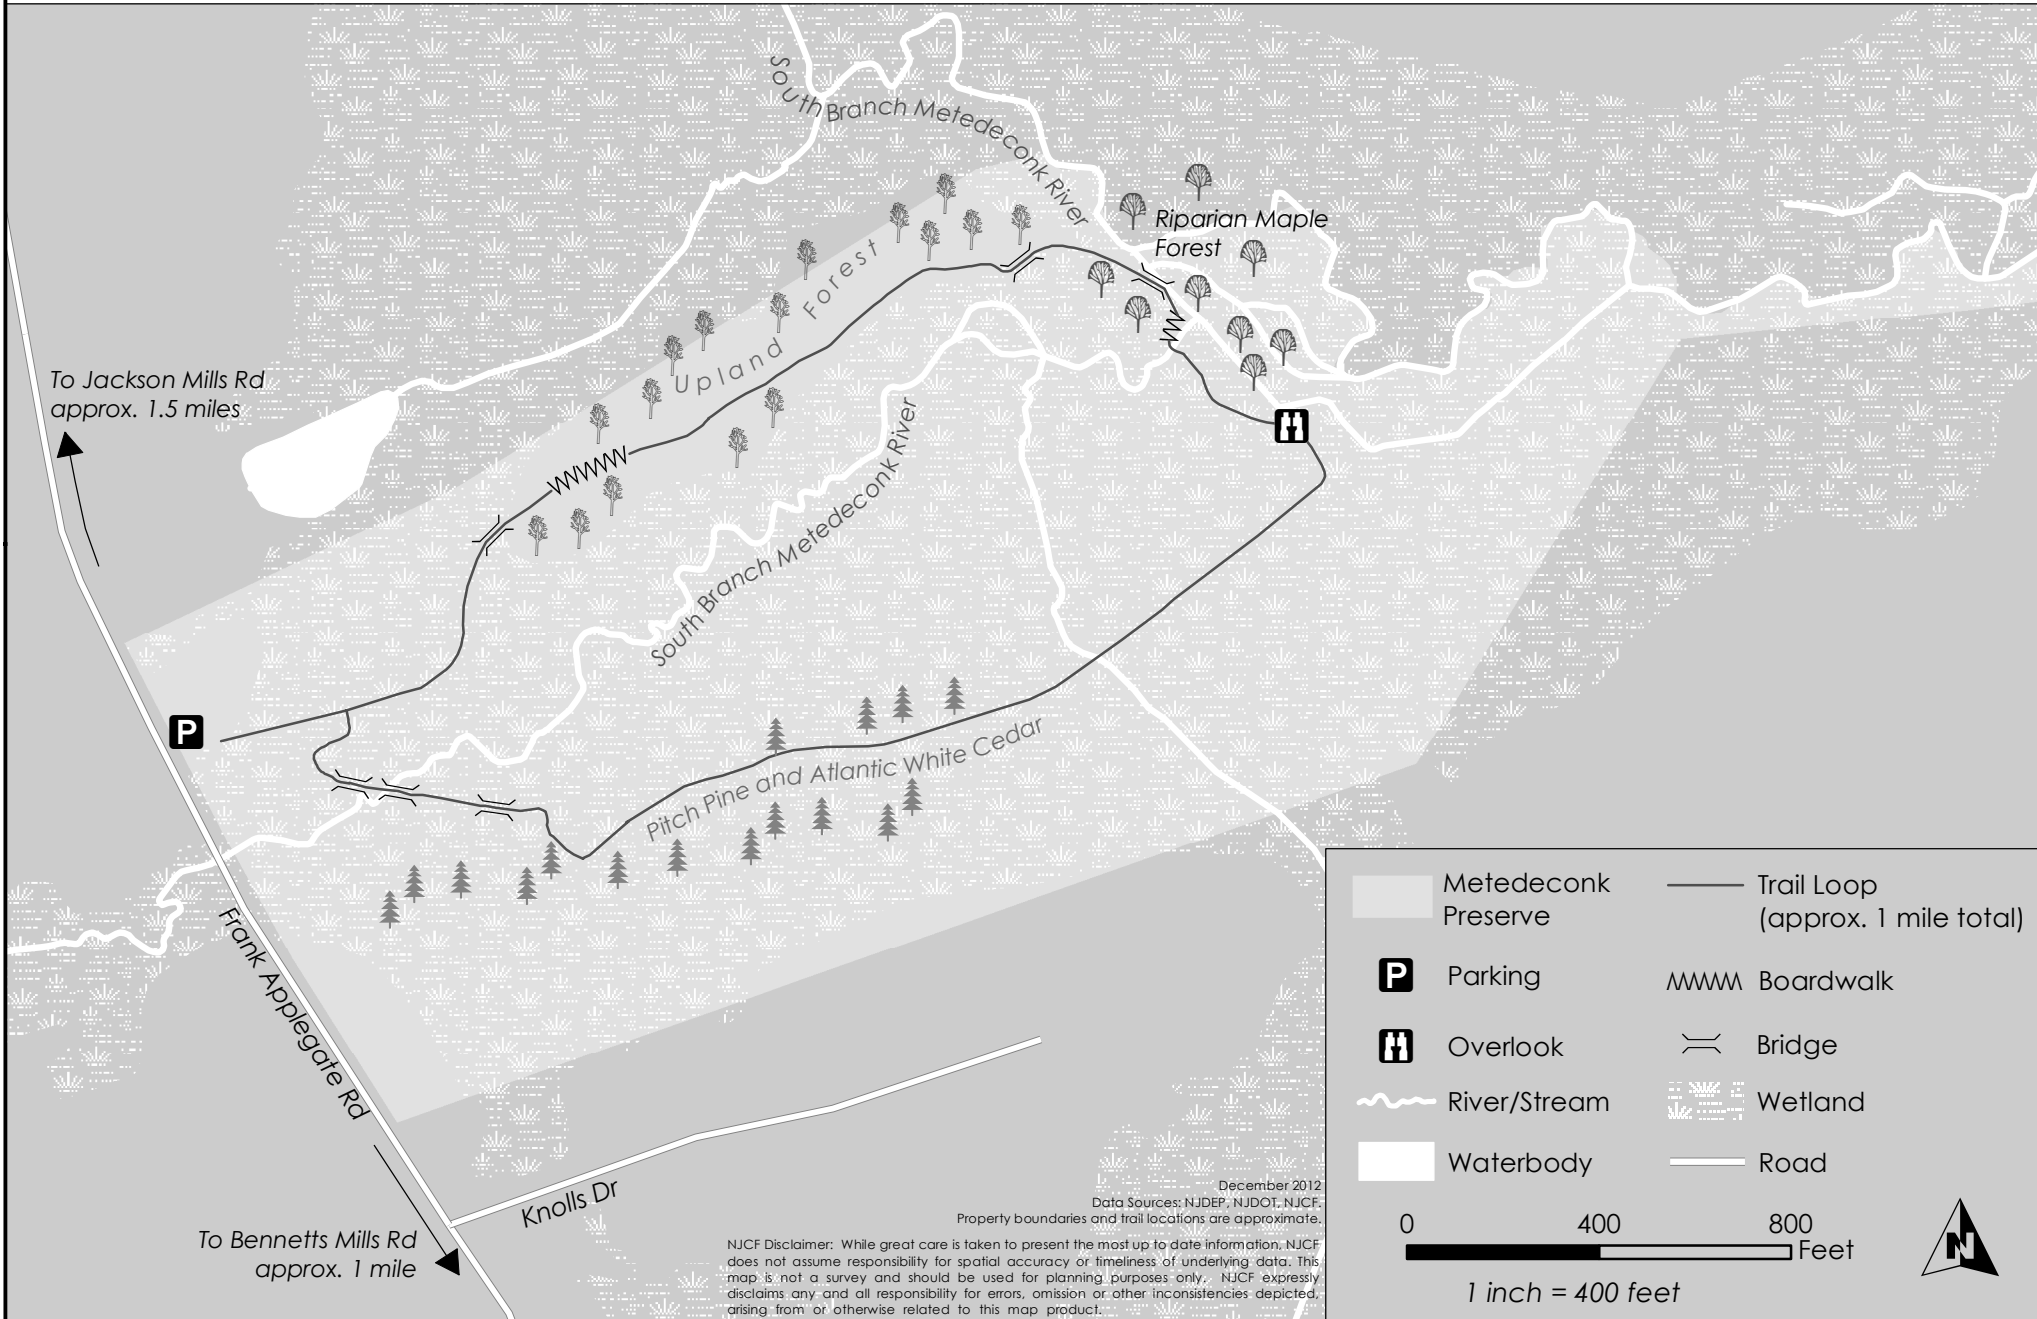 South Branch Metedeconk River
Riparian Maple
Forest
Upland Forest
To Jackson Mills Rd
approx. 1.5 miles
South Branch Metedeconk River
P
Pitch Pine and Atlantic White Cedar
Frank Applegate Rd
Knolls Dr
To Bennetts Mills Rd
approx. 1 mile
December 2012
Data Sources: NJDEP, NJDOT, NJCF.
Property boundaries and trail locations are approximate.
NJCF Disclaimer: While great care is taken to present the most up to date information, NJCF
does not assume responsibility for spatial accuracy or timeliness of underlying data. This
map is not a survey and should be used for planning purposes only. NJCF expressly
disclaims any and all responsibility for errors, omission or other inconsistencies depicted,
arising from or otherwise related to this map product.
Metedeconk
Preserve
Trail Loop
(approx. 1 mile total)
P Parking
Boardwalk
Overlook
Bridge
River/Stream
Wetland
Waterbody
Road
0 400 800
Feet
1 inch = 400 feet
N